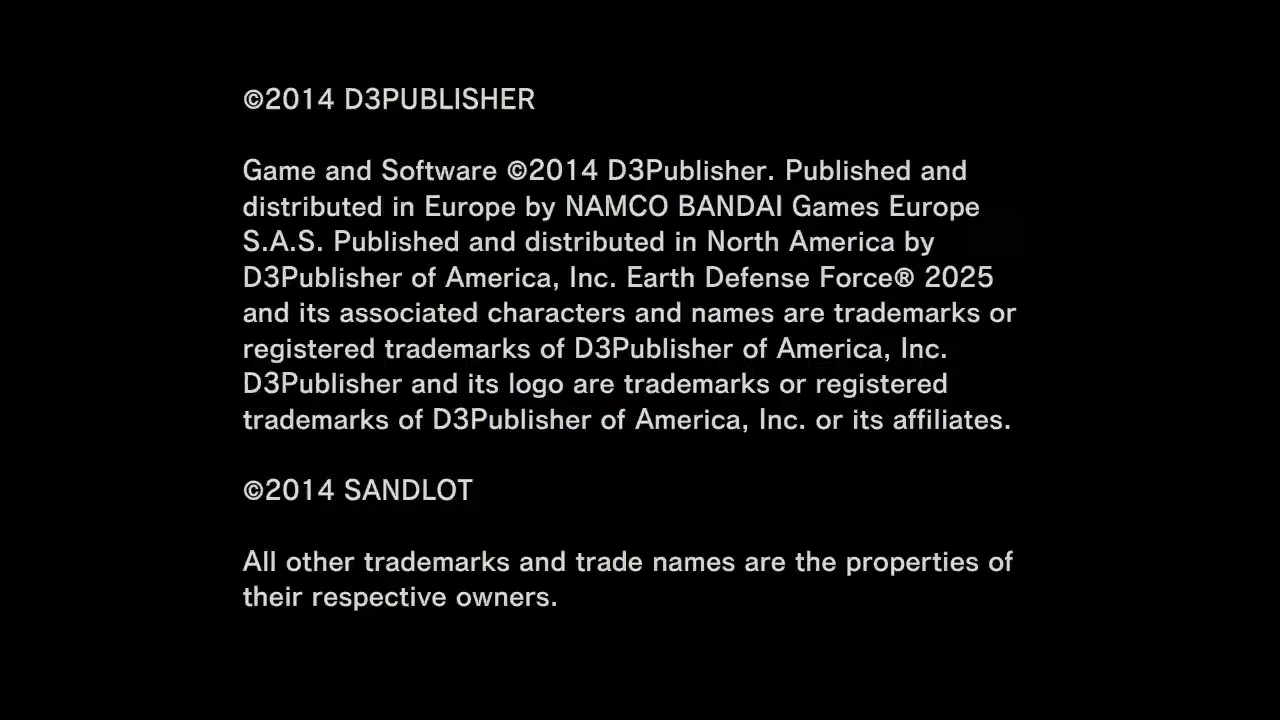 ©2014 D3PUBLISHER
Game and Software ©2014 D3Publisher. Published and
distributed in Europe by NAMCO BANDAI Games Europe
S.A.S. Published and distributed in North America by
D3Publisher of America, Inc. Earth Defense Force® 2025
and its associated characters and names are trademarks or
registered trademarks of D3Publisher of America, Inc.
D3Publisher and its logo are trademarks or registered
trademarks of D3Publisher of America, Inc. or its affiliates.
©2014 SANDLOT
All other trademarks and trade names are the properties of
their respective owners.